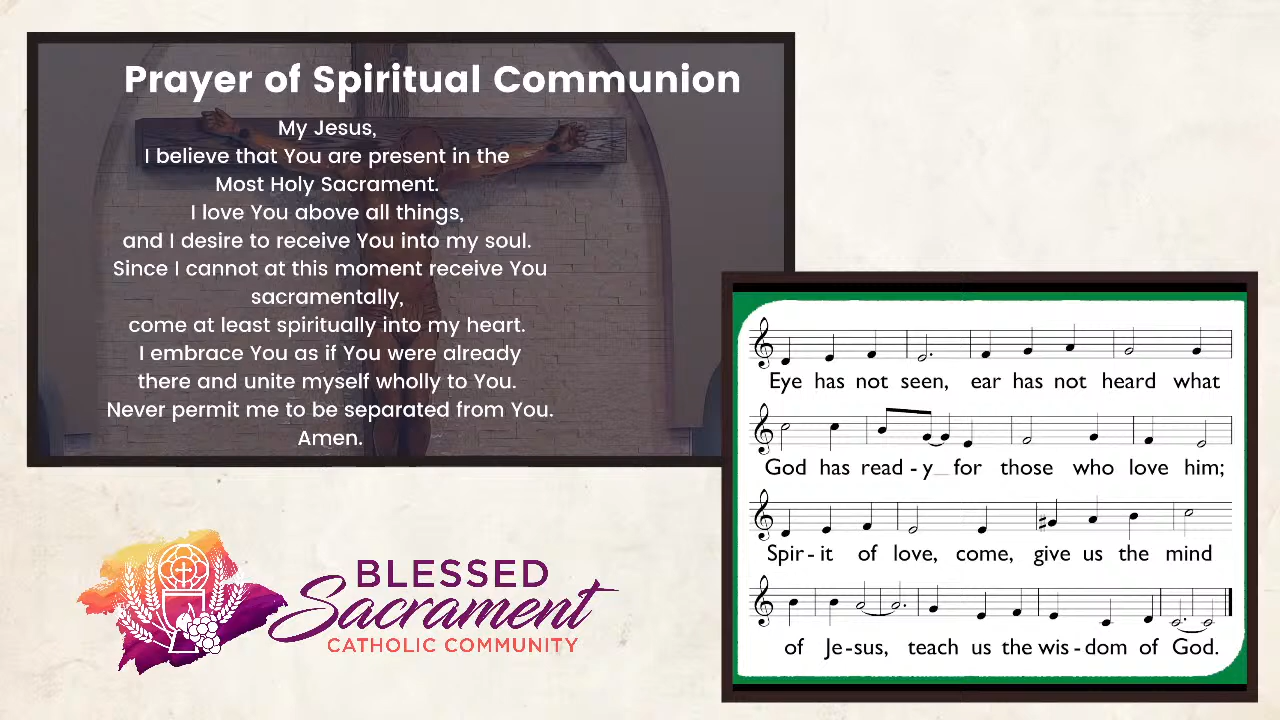 Prayer of Spiritual Communion
My Jesus,
I believe that You are present in the
Most Holy Sacrament.
I love You above all things,
and I desire to receive You into my soul.
Since I cannot at this moment receive You
sacramentally,
come at least spiritually into my heart.
I embrace You as if You were already
there and unite myself wholly to You.
Never permit me to be separated from You.
Amen.
Eye has not seen, ear has not heard what
God has read - y for those who love him;
Spir - it of love, come, give us the mind
of Je - sus, teach us the wis - dom of God.
BLESSED
Sacrament
CATHOLIC COMMUNITY